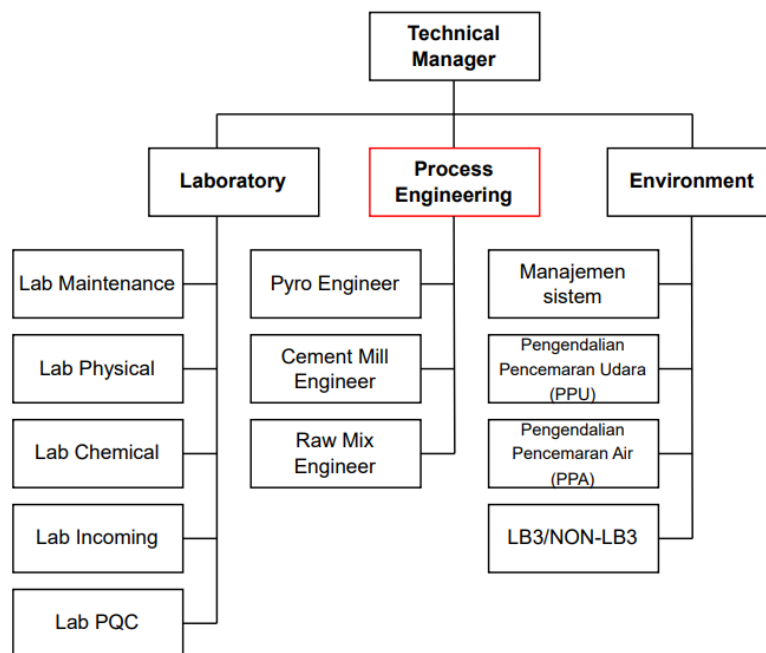 Technical
Manager
Laboratory
Process
Engineering
Environment
Lab Maintenance
Pyro Engineer
Manajemen
sistem
Lab Physical
Cement Mill
Engineer
Pengendalian
Pencemaran Udara
(PPU)
Lab Chemical
Raw Mix
Engineer
Pengendalian
Pencemaran Air
(PPA)
Lab Incoming
LB3/NON-LB3
Lab PQC